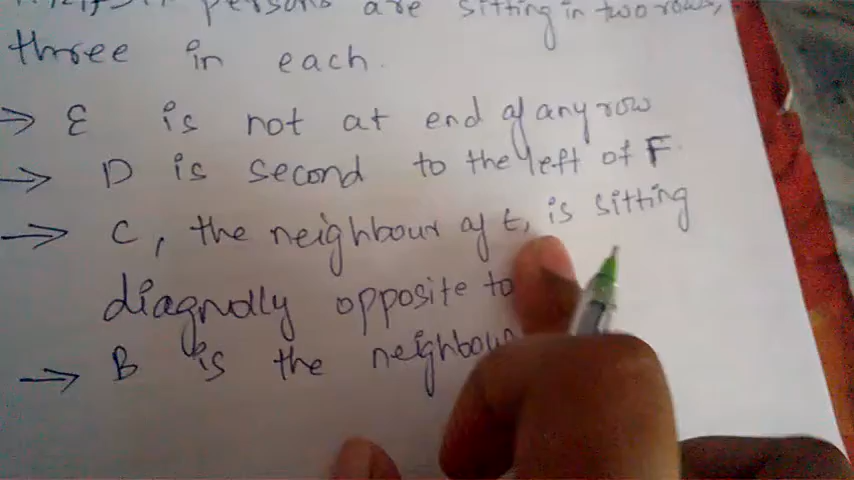 persons are sitting in two rows,
three in each.
→ E is not at end of any row
→ D is second to the left of F.
→ C, the neighbour of E, is sitting
diagnolly opposite to
→ B is the neighbour